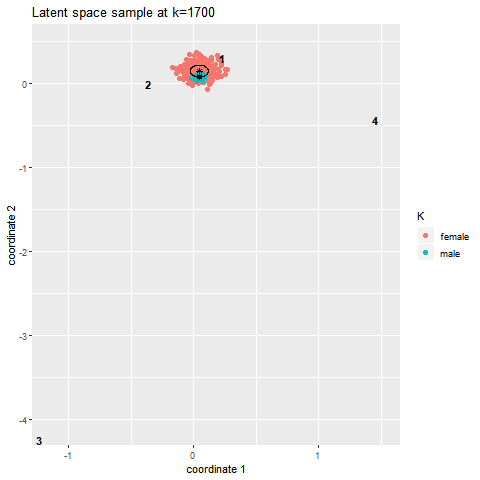 Latent space sample at k=1700
1
2
4
3
0
-1
-2
-3
-4
coordinate 2
-1
0
1
coordinate 1
K
female
male